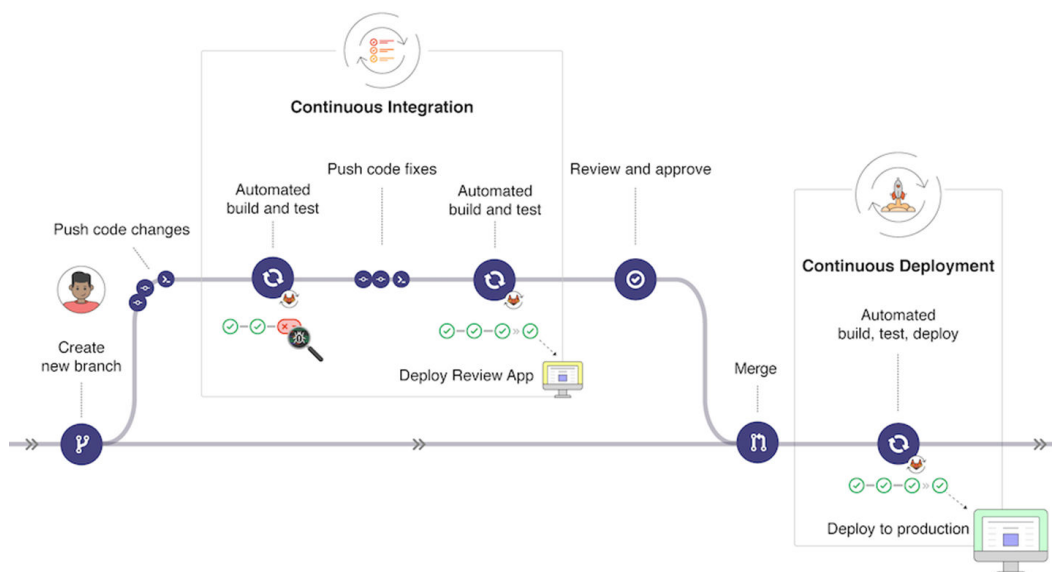 Continuous Integration
Push code fixes
Review and approve
Automated
build and test
Automated
build and test
Push code changes
Continuous Deployment
Create
new branch
Automated
build, test, deploy
Deploy Review App
Merge
Deploy to production